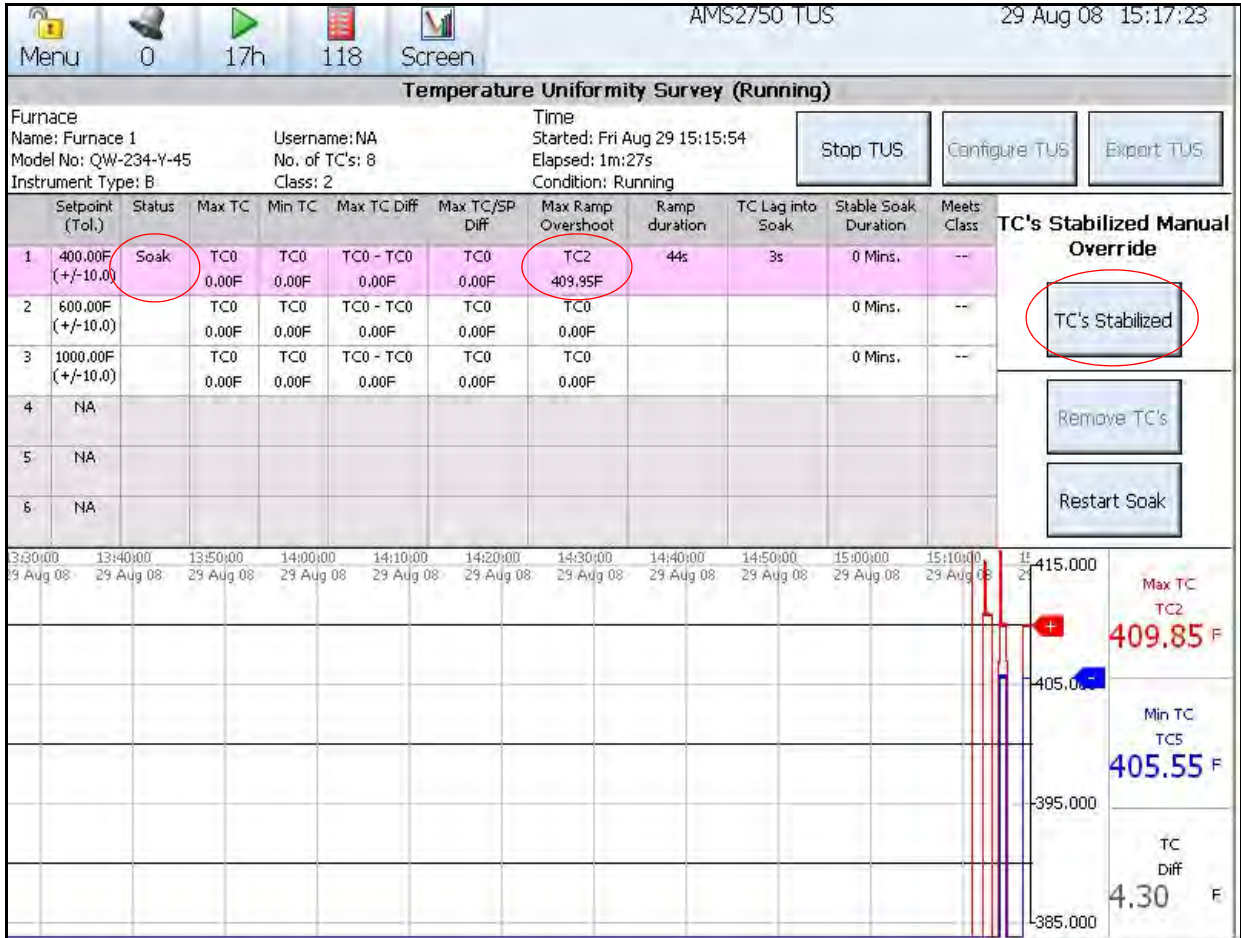 AMS2750 TUS 29 Aug 08 15:17:23
Menu 0 17h 118 Screen
Temperature Uniformity Survey (Running)
Furnace Time
Name: Furnace 1 Username:NA Started: Fri Aug 29 15:15:54
Model No: QW-234-Y-45 No. of TC's: 8 Elapsed: 1m:27s
Instrument Type: B Class: 2 Condition: Running
Stop TUS Configure TUS Export TUS
Setpoint (Tol.) Status Max TC Min TC Max TC Diff Max TC/SP Diff Max Ramp Overshoot Ramp duration TC Lag into Soak Stable Soak Duration Meets Class
TC's Stabilized Manual Override
1 400.00F Soak TC0 TC0 TC0 - TC0 TC0 TC2 44s 3s 0 Mins. --
(+/-10.0) 0.00F 0.00F 0.00F 0.00F 409.95F
2 600.00F TC0 TC0 TC0 - TC0 TC0 TC0 0 Mins. --
(+/-10.0) 0.00F 0.00F 0.00F 0.00F 0.00F
TC's Stabilized
3 1000.00F TC0 TC0 TC0 - TC0 TC0 TC0 0 Mins. --
(+/-10.0) 0.00F 0.00F 0.00F 0.00F 0.00F
4 NA
Remove TC's
5 NA
6 NA
Restart Soak
13:40:00 13:50:00 14:00:00 14:10:00 14:20:00 14:30:00 14:40:00 14:50:00 15:00:00 15:10:00
29 Aug 08 29 Aug 08 29 Aug 08 29 Aug 08 29 Aug 08 29 Aug 08 29 Aug 08 29 Aug 08 29 Aug 08
415.000
Max TC
TC2
+
409.85 F
-
Min TC
TC5
405.55 F
395.000
TC
Diff
4.30 F
385.000